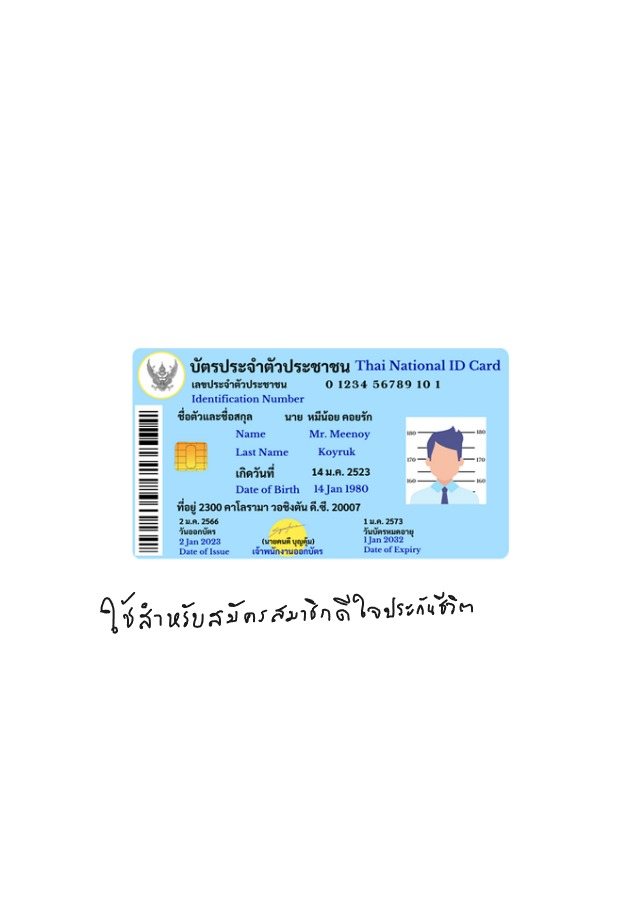 บัตรประจำตัวประชาชน Thai National ID Card
เลขประจำตัวประชาชน 0 1234 56789 10 1
Identification Number
ชื่อตัวและชื่อสกุล นาย หมีน้อย คอยรัก
Name Mr. Meenoy
Last Name Koyruk
เกิดวันที่ 14 ม.ค. 2523
Date of Birth 14 Jan 1980
ที่อยู่ 2300 คาโลรามา วอชิงตัน ดี.ซี. 20007
2 ม.ค. 2566
วันออกบัตร
2 Jan 2023
Date of Issue
(นายคนดี บุญคุ้ม)
เจ้าพนักงานออกบัตร
1 ม.ค. 2573
วันบัตรหมดอายุ
1 Jan 2032
Date of Expiry
180 180
170 170
160 160
ใช้สำหรับสมัครสมาชิกดีใจประกันชีวิต